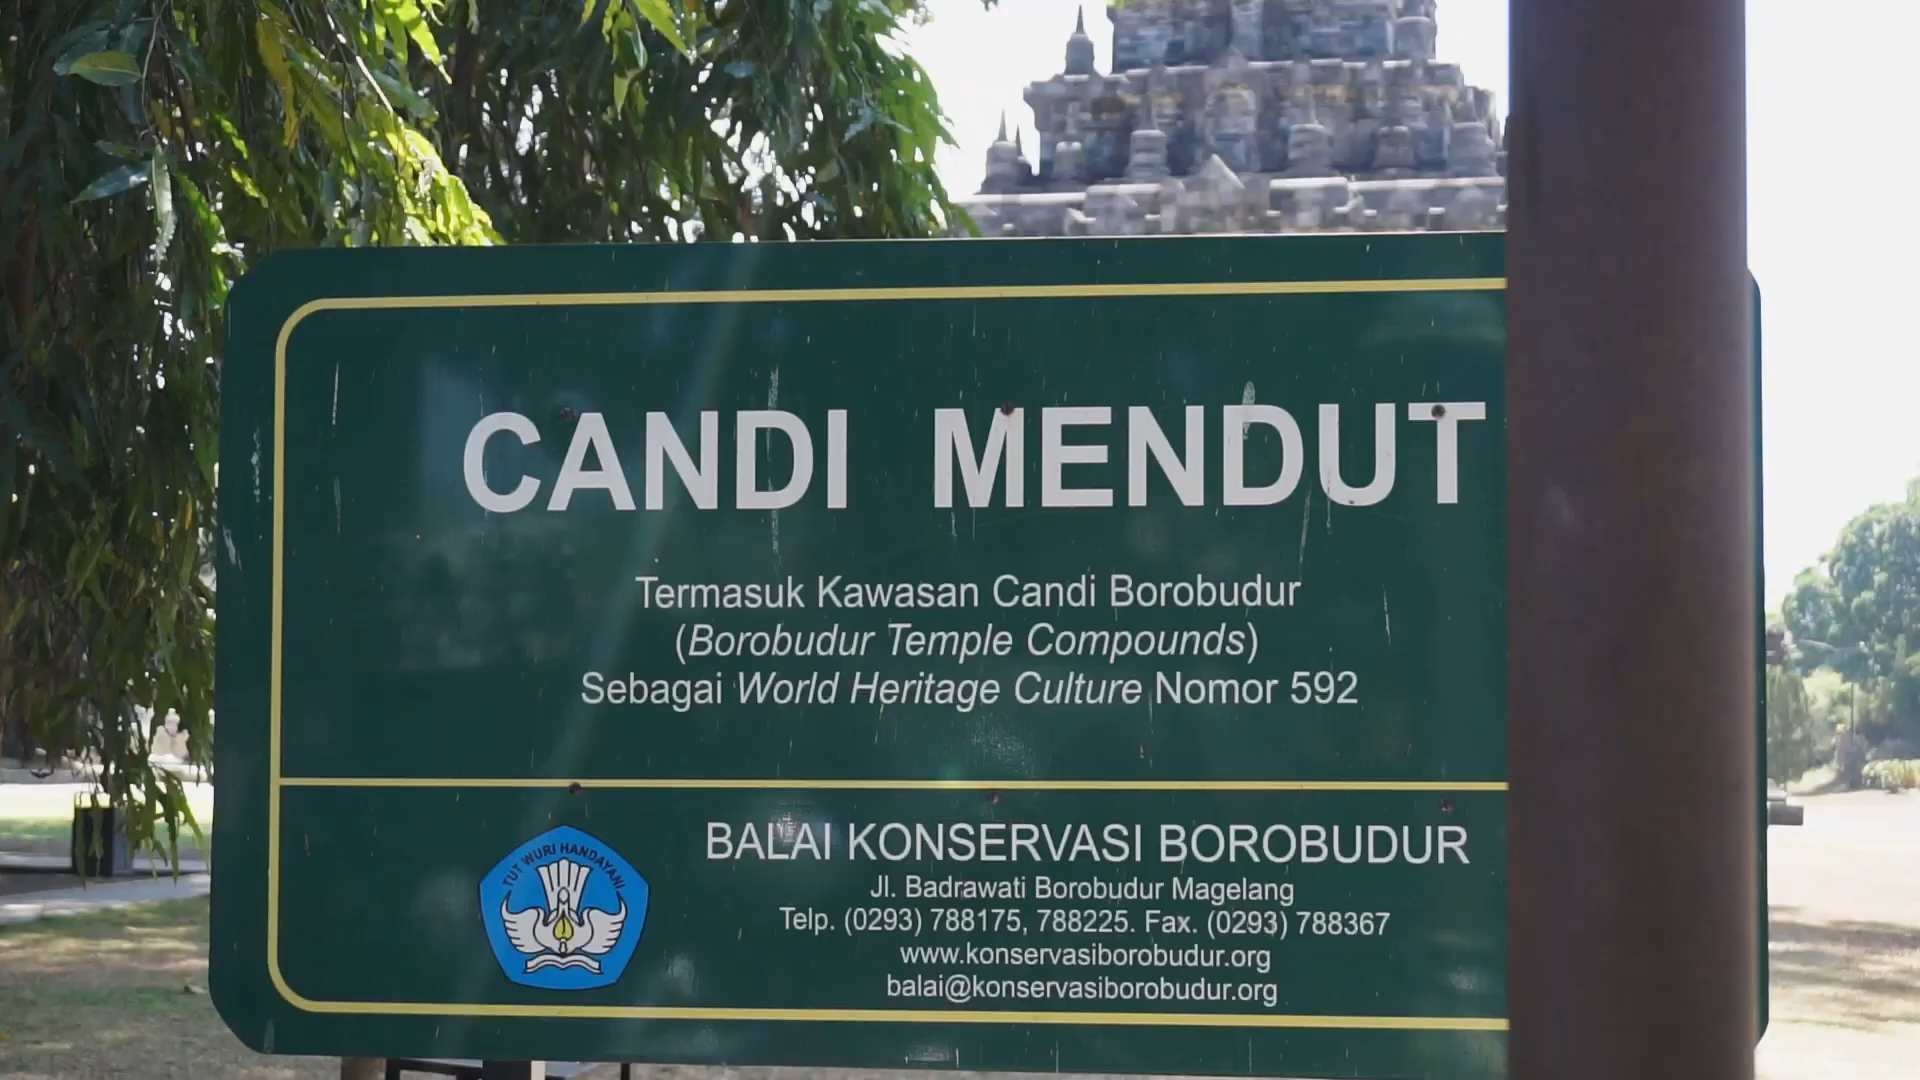 CANDI MENDUT
Termasuk Kawasan Candi Borobudur
(Borobudur Temple Compounds)
Sebagai World Heritage Culture Nomor 592
TUT WURI HANDAYANI
BALAI KONSERVASI BOROBUDUR
Jl. Badrawati Borobudur Magelang
Telp. (0293) 788175, 788225. Fax. (0293) 788367
www.konservasiborobudur.org
balai@konservasiborobudur.org